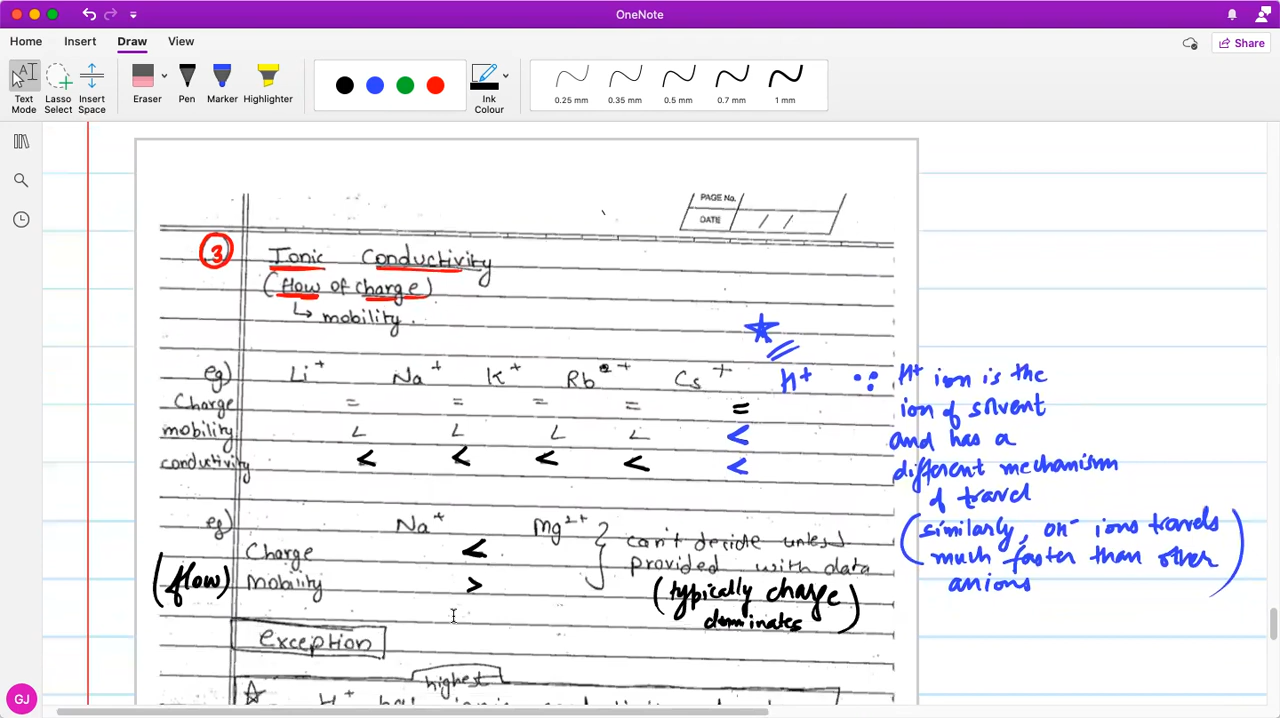 OneNote
Home Insert Draw View
Share
Text Mode
Lasso Select
Insert Space
Eraser
Pen
Marker
Highlighter
Ink Colour
0.25 mm 0.35 mm 0.5 mm 0.7 mm 1 mm
PAGE No.
DATE / /
③ Ionic Conductivity
(flow of charge)
↳ mobility.
eg) Li+ Na+ K+ Rb+ Cs+ H+ ∵ H+ ion is the
Charge = = = = = ion of solvent
mobility < < < < < and has a
conductivity < < < < < different mechanism
of travel
(similarly, OH- ions travels
much faster than other
anions)
eg) Na+ Mg2+ } can't decide unless
Charge < provided with data
(flow) Mobility > (typically charge
dominates)
exception
highest
☆ H+ ionic conductivity
GJ